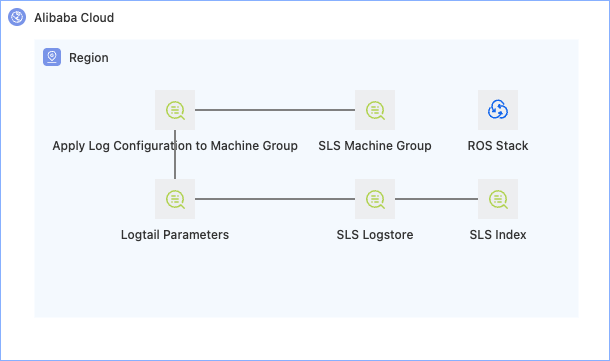 Alibaba Cloud
Region
Apply Log Configuration to Machine Group
SLS Machine Group
ROS Stack
Logtail Parameters
SLS Logstore
SLS Index